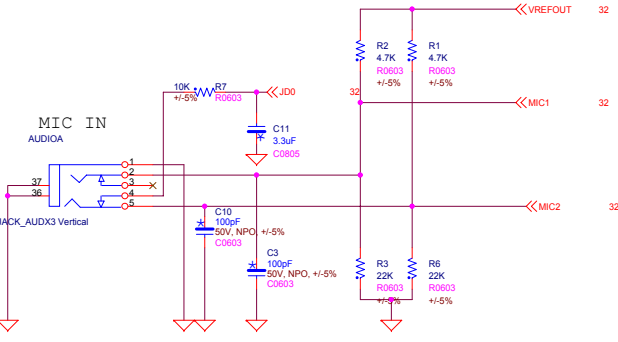 VREFOUT 32
R2 R1
4.7K 4.7K
R0603 R0603
+/-5% +/-5%
10K R7
+/-5% R0603
JD0
32
MIC1 32
MIC IN
AUDIOA
C11
3.3uF
C0805
1
2
3
4
5
37
36
JACK_AUDX3 Vertical
MIC2 32
C10
100pF
50V, NPO, +/-5%
C0603
C3
100pF
50V, NPO, +/-5%
C0603
R3 R6
22K 22K
R0603 R0603
+/-5% +/-5%